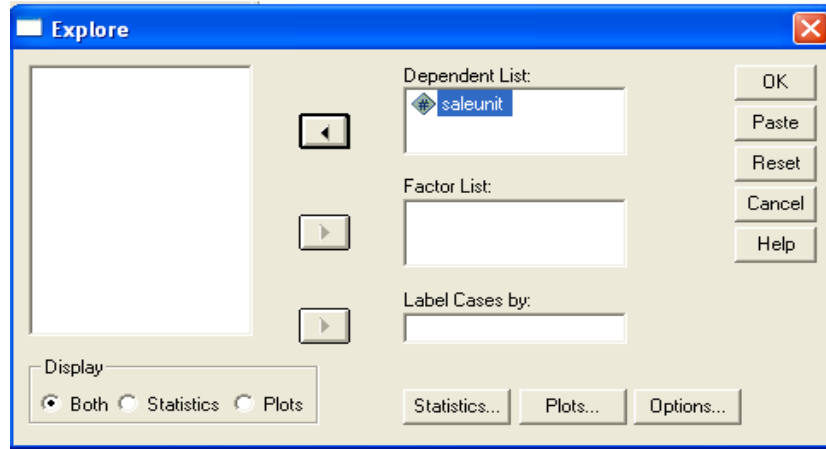 Explore
Dependent List:
# saleunit
Factor List:
Label Cases by:
OK
Paste
Reset
Cancel
Help
Display
Both Statistics Plots
Statistics... Plots... Options...